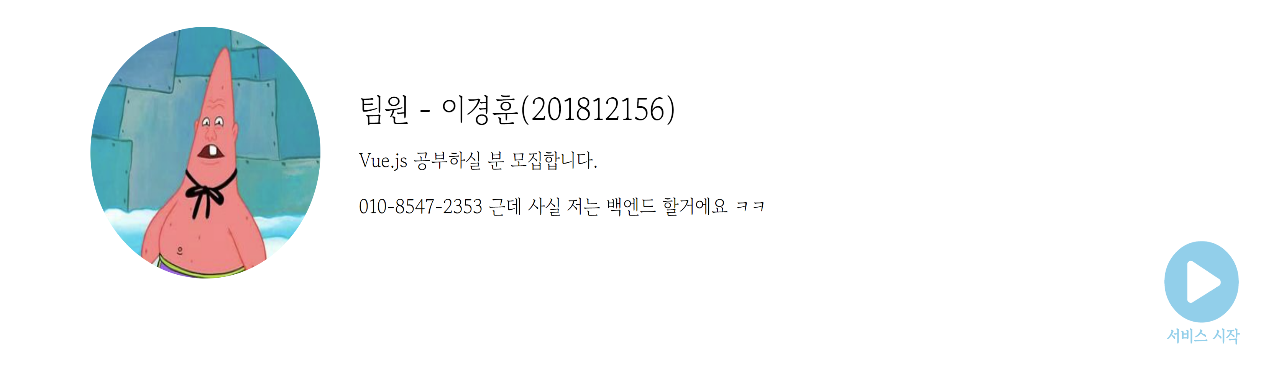 팀원 - 이경훈(201812156)
Vue.js 공부하실 분 모집합니다.
010-8547-2353 근데 사실 저는 백엔드 할거에요 ㅋㅋ
서비스 시작